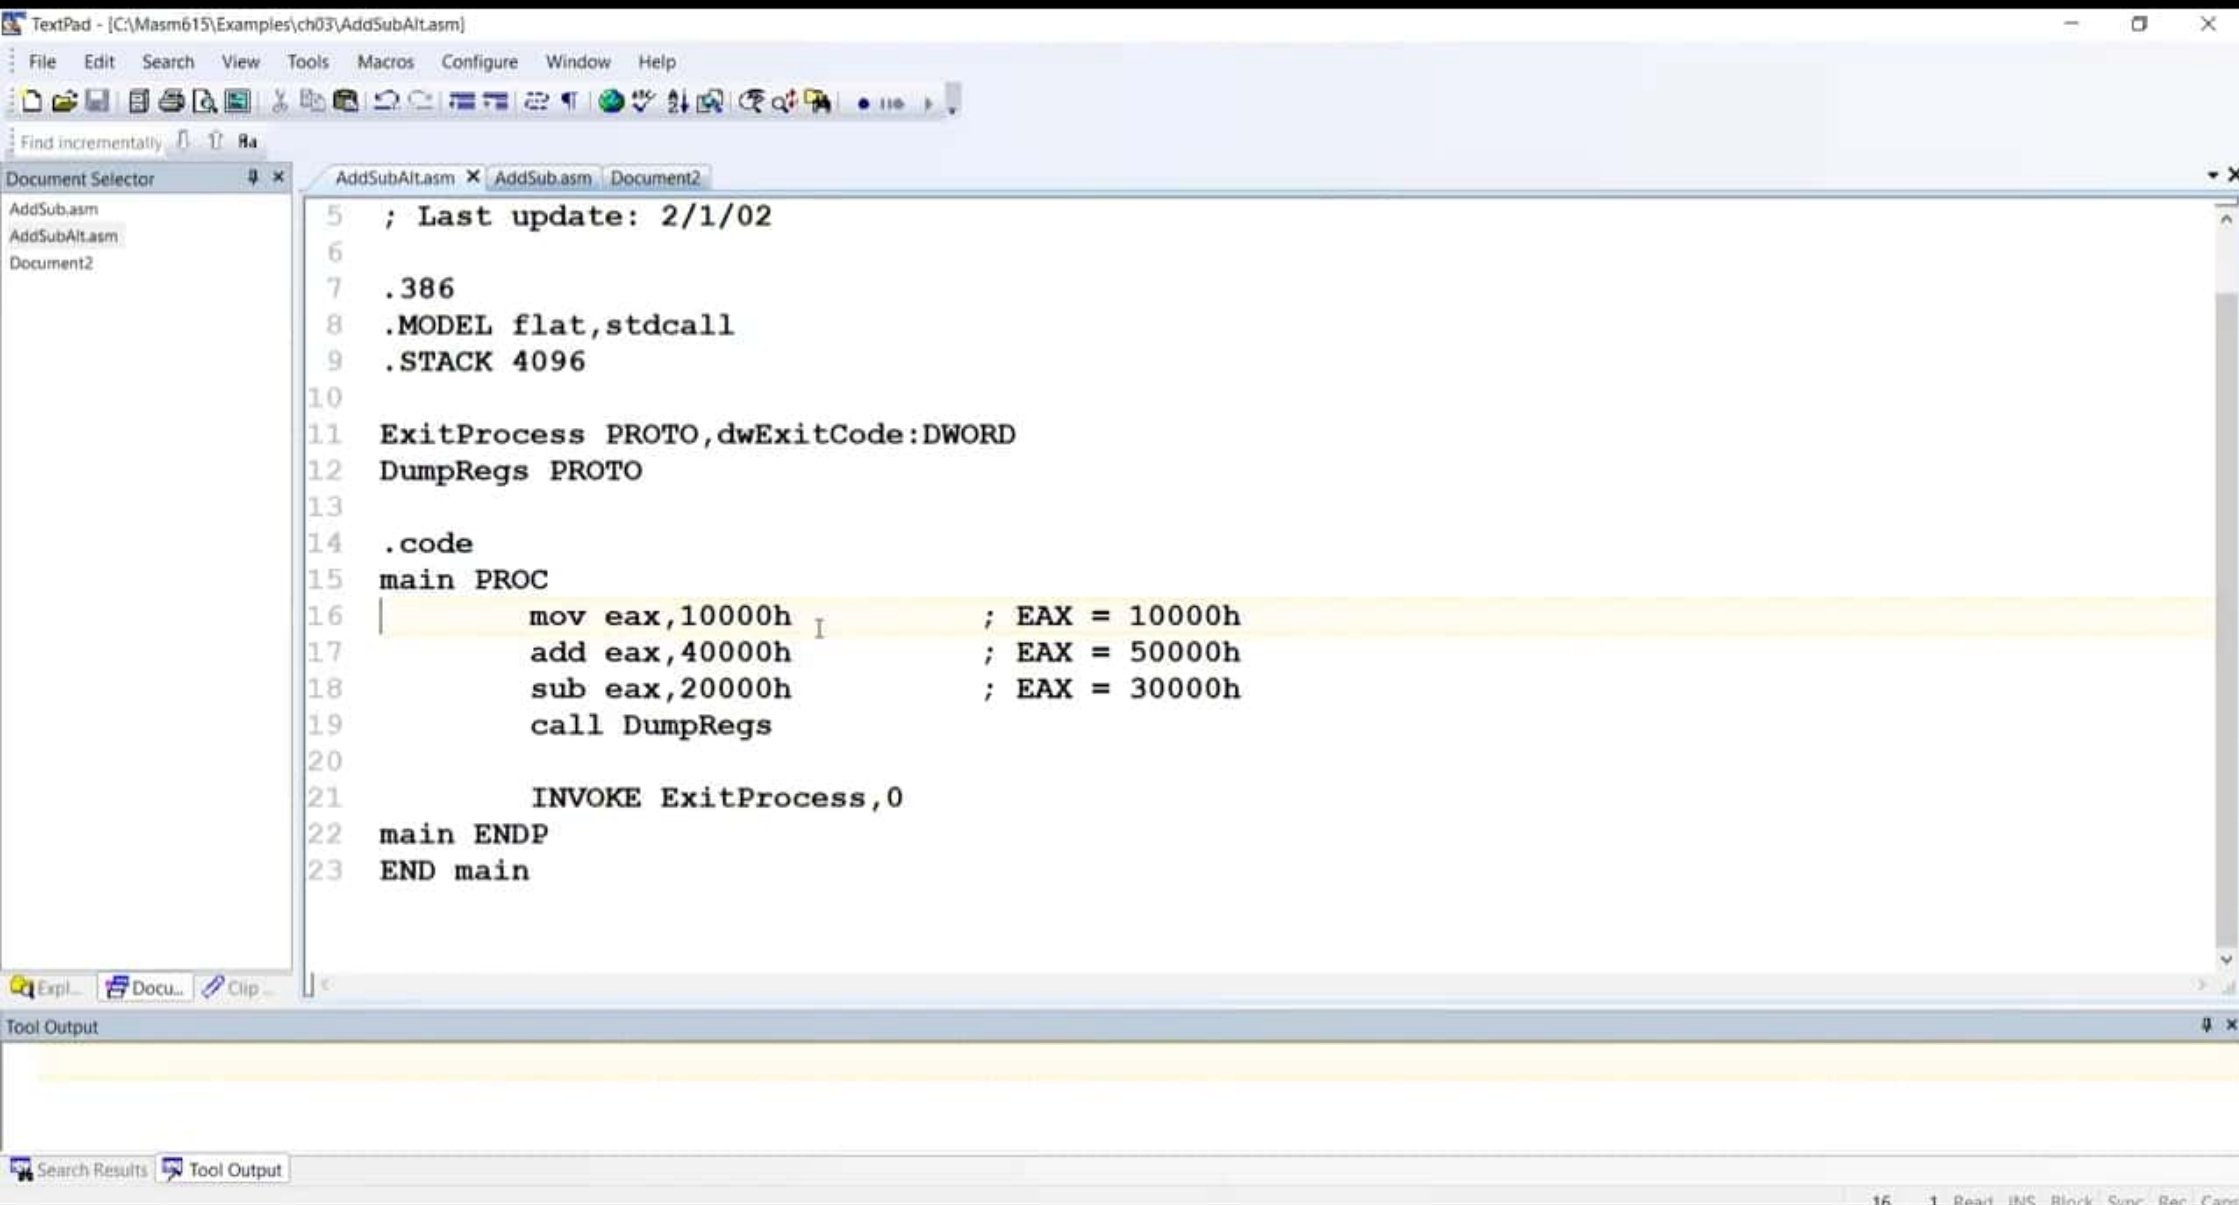 TextPad - [C:\Masm615\Examples\ch03\AddSubAlt.asm]
File Edit Search View Tools Macros Configure Window Help
Find incrementally
Document Selector
AddSubAlt.asm AddSub.asm Document2
AddSub.asm
AddSubAlt.asm
Document2
5 ; Last update: 2/1/02
6
7 .386
8 .MODEL flat,stdcall
9 .STACK 4096
10
11 ExitProcess PROTO,dwExitCode:DWORD
12 DumpRegs PROTO
13
14 .code
15 main PROC
16 mov eax,10000h ; EAX = 10000h
17 add eax,40000h ; EAX = 50000h
18 sub eax,20000h ; EAX = 30000h
19 call DumpRegs
20
21 INVOKE ExitProcess,0
22 main ENDP
23 END main
Expl... Docu... Clip ...
Tool Output
Search Results Tool Output
16 1 Read INS Block Sync Rec Caps